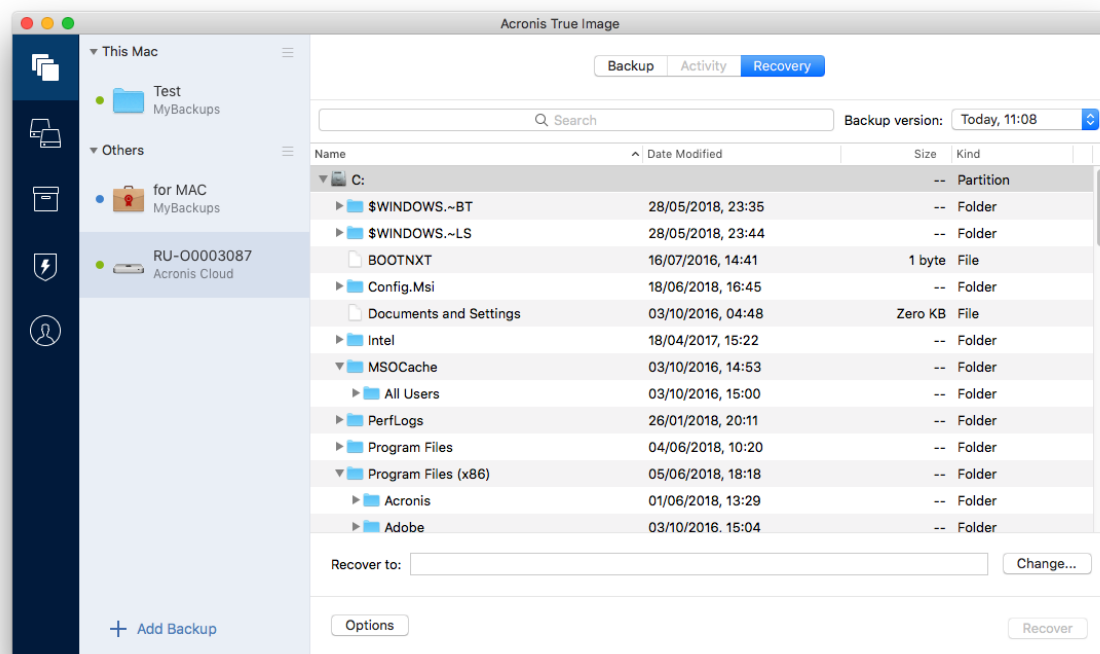 Acronis True Image
This Mac
Test
MyBackups
Others
for MAC
MyBackups
RU-O0003087
Acronis Cloud
Add Backup
Backup Activity Recovery
Search Backup version: Today, 11:08
Name Date Modified Size Kind
C: -- Partition
$WINDOWS.~BT 28/05/2018, 23:35 -- Folder
$WINDOWS.~LS 28/05/2018, 23:44 -- Folder
BOOTNXT 16/07/2016, 14:41 1 byte File
Config.Msi 18/06/2018, 16:45 -- Folder
Documents and Settings 03/10/2016, 04:48 Zero KB File
Intel 18/04/2017, 15:22 -- Folder
MSOCache 03/10/2016, 14:53 -- Folder
All Users 03/10/2016, 15:00 -- Folder
PerfLogs 26/01/2018, 20:11 -- Folder
Program Files 04/06/2018, 10:20 -- Folder
Program Files (x86) 05/06/2018, 18:18 -- Folder
Acronis 01/06/2018, 13:29 -- Folder
Adobe 03/10/2016, 15:04 -- Folder
Recover to: Change...
Options Recover